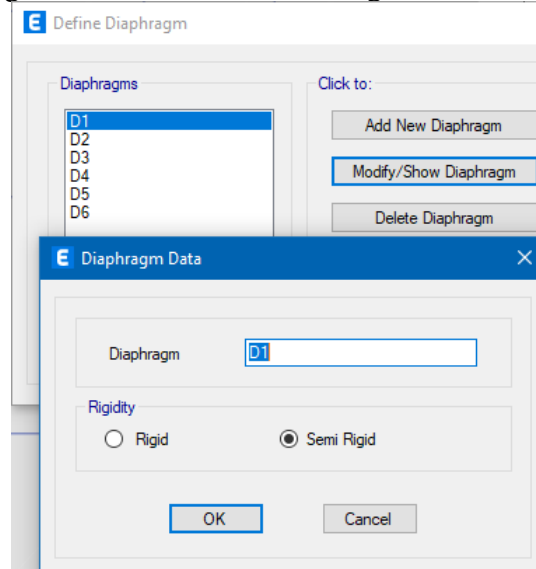 E Define Diaphragm
Diaphragms
Click to:
D1
D2
D3
D4
D5
D6
Add New Diaphragm
Modify/Show Diaphragm
Delete Diaphragm
E Diaphragm Data
Diaphragm
D1
Rigidity
Rigid
Semi Rigid
OK
Cancel